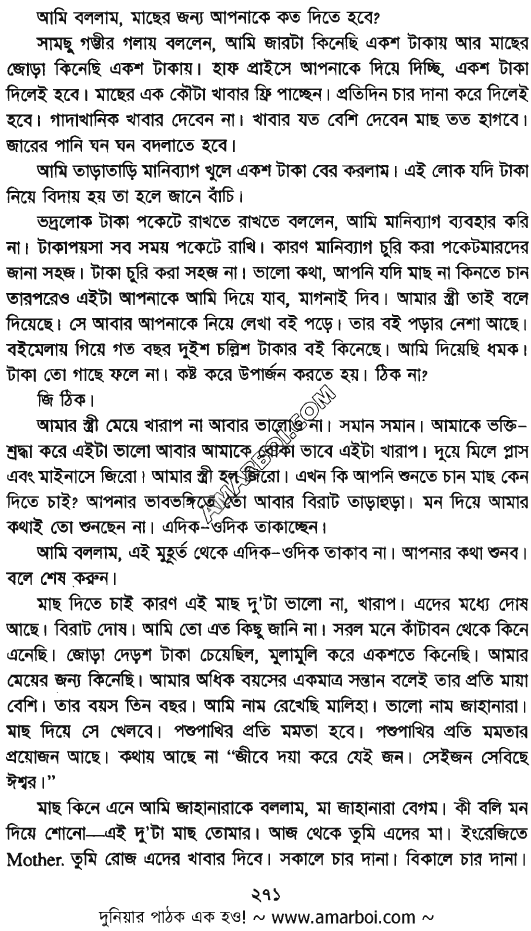 আমি বললাম, মাছের জন্য আপনাকে কত দিতে হবে?
সামছু গম্ভীর গলায় বললেন, আমি জারটা কিনেছি একশ টাকায় আর মাছের
জোড়া কিনেছি একশ টাকায়। হাফ প্রাইসে আপনাকে দিয়ে দিচ্ছি, একশ টাকা
দিলেই হবে। মাছের এক কৌটা খাবার ফ্রি পাচ্ছেন। প্রতিদিন চার দানা করে দিলেই
হবে। গাদাখানিক খাবার দেবেন না। খাবার যত বেশি দেবেন মাছ তত হাগবে।
জারের পানি ঘন ঘন বদলাতে হবে।
আমি তাড়াতাড়ি মানিব্যাগ খুলে একশ টাকা বের করলাম। এই লোক যদি টাকা
নিয়ে বিদায় হয় তা হলে জানে বাঁচি।
ভদ্রলোক টাকা পকেটে রাখতে রাখতে বললেন, আমি মানিব্যাগ ব্যবহার করি
না। টাকাপয়সা সব সময় পকেটে রাখি। কারণ মানিব্যাগ চুরি করা পকেটমারদের
জানা সহজ। টাকা চুরি করা সহজ না। ভালো কথা, আপনি যদি মাছ না কিনতে চান
তারপরেও এইটা আপনাকে আমি দিয়ে যাব, মাগনাই দিব। আমার স্ত্রী তাই বলে
দিয়েছে। সে আবার আপনাকে নিয়ে লেখা বই পড়ে। তার বই পড়ার নেশা আছে।
বইমেলায় গিয়ে গত বছর দুইশ চল্লিশ টাকার বই কিনেছে। আমি দিয়েছি ধমক।
টাকা তো গাছে ফলে না। কষ্ট করে উপার্জন করতে হয়। ঠিক না?
জি ঠিক।
আমার স্ত্রী মেয়ে খারাপ না আবার ভালোও না। সমান সমান। আমাকে ভক্তি-
শ্রদ্ধা করে এইটা ভালো আবার আমাকে বোকা ভাবে এইটা খারাপ। দুয়ে মিলে প্লাস
এবং মাইনাসে জিরো। আমার স্ত্রী হল জিরো। এখন কি আপনি শুনতে চান মাছ কেন
দিতে চাই? আপনার ভাবভঙ্গিতে তো আবার বিরাট তাড়াহুড়া। মন দিয়ে আমার
কথাই তো শুনছেন না। এদিক-ওদিক তাকাচ্ছেন।
আমি বললাম, এই মুহূর্ত থেকে এদিক-ওদিক তাকাব না। আপনার কথা শুনব।
বলে শেষ করুন।
মাছ দিতে চাই কারণ এই মাছ দু'টা ভালো না, খারাপ। এদের মধ্যে দোষ
আছে। বিরাট দোষ। আমি তো এত কিছু জানি না। সরল মনে কাঁটাবন থেকে কিনে
এনেছি। জোড়া দেড়শ টাকা চেয়েছিল, মুলামুলি করে একশতে কিনেছি। আমার
মেয়ের জন্য কিনেছি। আমার অধিক বয়সের একমাত্র সন্তান বলেই তার প্রতি মায়া
বেশি। তার বয়স তিন বছর। আমি নাম রেখেছি মালিহা। ভালো নাম জাহানারা।
মাছ দিয়ে সে খেলবে। পশুপাখির প্রতি মমতা হবে। পশুপাখির প্রতি মমতার
প্রয়োজন আছে। কথায় আছে না “জীবে দয়া করে যেই জন। সেইজন সেবিছে
ঈশ্বর।”
মাছ কিনে এনে আমি জাহানারাকে বললাম, মা জাহানারা বেগম। কী বলি মন
দিয়ে শোনো—এই দু'টা মাছ তোমার। আজ থেকে তুমি এদের মা। ইংরেজিতে
Mother. তুমি রোজ এদের খাবার দিবে। সকালে চার দানা। বিকালে চার দানা।
২৭১
দুনিয়ার পাঠক এক হও! ~ www.amarboi.com ~
AMARBOI.COM